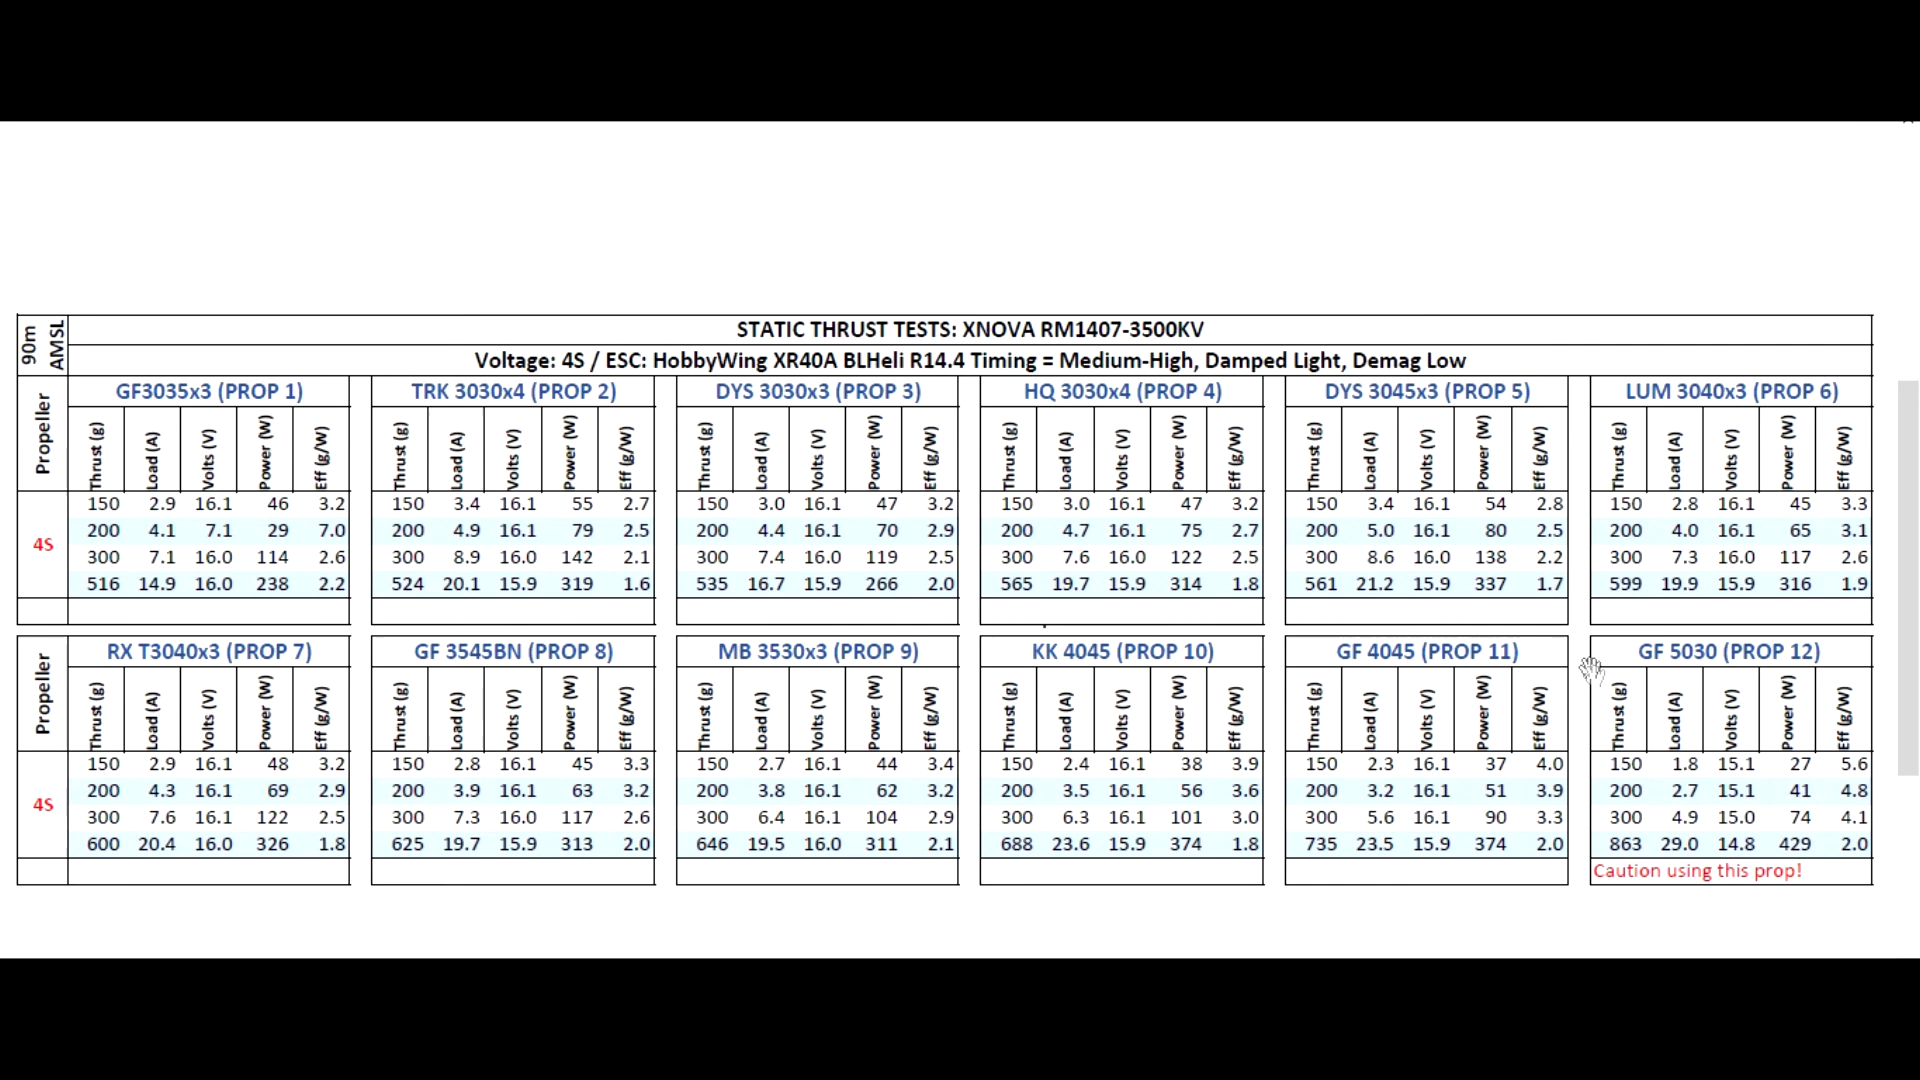 90m AMSL
STATIC THRUST TESTS: XNOVA RM1407-3500KV
Voltage: 4S / ESC: HobbyWing XR40A BLHeli R14.4 Timing = Medium-High, Damped Light, Demag Low
Propeller GF3035x3 (PROP 1) TRK 3030x4 (PROP 2) DYS 3030x3 (PROP 3) HQ 3030x4 (PROP 4) DYS 3045x3 (PROP 5) LUM 3040x3 (PROP 6)
Thrust (g) Load (A) Volts (V) Power (W) Eff (g/W) Thrust (g) Load (A) Volts (V) Power (W) Eff (g/W) Thrust (g) Load (A) Volts (V) Power (W) Eff (g/W) Thrust (g) Load (A) Volts (V) Power (W) Eff (g/W) Thrust (g) Load (A) Volts (V) Power (W) Eff (g/W) Thrust (g) Load (A) Volts (V) Power (W) Eff (g/W)
4S
150 2.9 16.1 46 3.2 150 3.4 16.1 55 2.7 150 3.0 16.1 47 3.2 150 3.0 16.1 47 3.2 150 3.4 16.1 54 2.8 150 2.8 16.1 45 3.3
200 4.1 7.1 29 7.0 200 4.9 16.1 79 2.5 200 4.4 16.1 70 2.9 200 4.7 16.1 75 2.7 200 5.0 16.1 80 2.5 200 4.0 16.1 65 3.1
300 7.1 16.0 114 2.6 300 8.9 16.0 142 2.1 300 7.4 16.0 119 2.5 300 7.6 16.0 122 2.5 300 8.6 16.0 138 2.2 300 7.3 16.0 117 2.6
516 14.9 16.0 238 2.2 524 20.1 15.9 319 1.6 535 16.7 15.9 266 2.0 565 19.7 15.9 314 1.8 561 21.2 15.9 337 1.7 599 19.9 15.9 316 1.9
Propeller RX T3040x3 (PROP 7) GF 3545BN (PROP 8) MB 3530x3 (PROP 9) KK 4045 (PROP 10) GF 4045 (PROP 11) GF 5030 (PROP 12)
Thrust (g) Load (A) Volts (V) Power (W) Eff (g/W) Thrust (g) Load (A) Volts (V) Power (W) Eff (g/W) Thrust (g) Load (A) Volts (V) Power (W) Eff (g/W) Thrust (g) Load (A) Volts (V) Power (W) Eff (g/W) Thrust (g) Load (A) Volts (V) Power (W) Eff (g/W) Thrust (g) Load (A) Volts (V) Power (W) Eff (g/W)
4S
150 2.9 16.1 48 3.2 150 2.8 16.1 45 3.3 150 2.7 16.1 44 3.4 150 2.4 16.1 38 3.9 150 2.3 16.1 37 4.0 150 1.8 15.1 27 5.6
200 4.3 16.1 69 2.9 200 3.9 16.1 63 3.2 200 3.8 16.1 62 3.2 200 3.5 16.1 56 3.6 200 3.2 16.1 51 3.9 200 2.7 15.1 41 4.8
300 7.6 16.1 122 2.5 300 7.3 16.0 117 2.6 300 6.4 16.1 104 2.9 300 6.3 16.1 101 3.0 300 5.6 16.1 90 3.3 300 4.9 15.0 74 4.1
600 20.4 16.0 326 1.8 625 19.7 15.9 313 2.0 646 19.5 16.0 311 2.1 688 23.6 15.9 374 1.8 735 23.5 15.9 374 2.0 863 29.0 14.8 429 2.0
Caution using this prop!